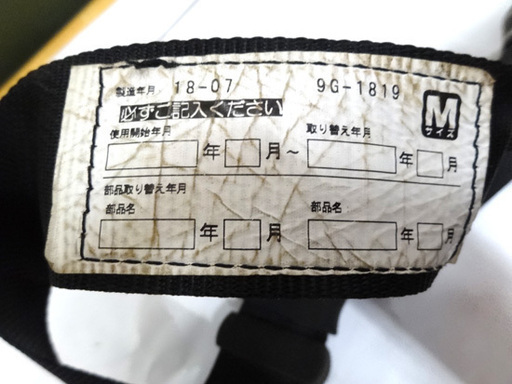 製造年月 18-07 9G-1819
M
サイズ
必ずご記入ください
使用開始年月 取り替え年月
年 月～ 年 月
部品取り替え年月
部品名 部品名
年 月 年 月